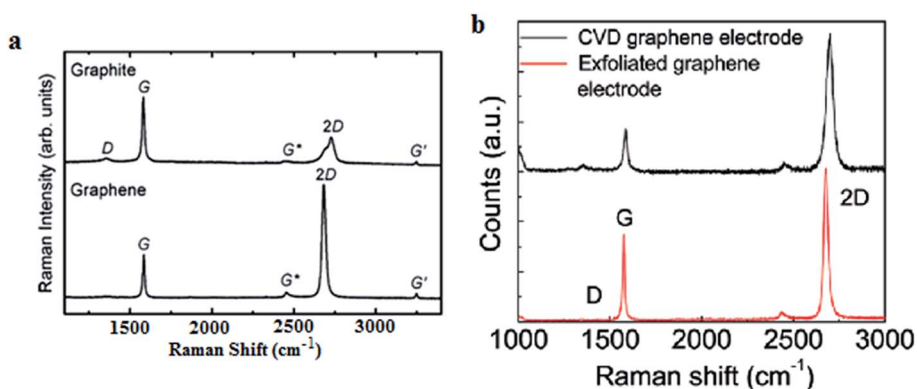 a
Graphite
G
D
G*
2D
G'
Graphene
G
G*
2D
G'
Raman Intensity (arb. units)
1500 2000 2500 3000
Raman Shift (cm⁻¹)
b
CVD graphene electrode
Exfoliated graphene
electrode
Counts (a.u.)
D
G
2D
1000 1500 2000 2500 3000
Raman shift (cm⁻¹)